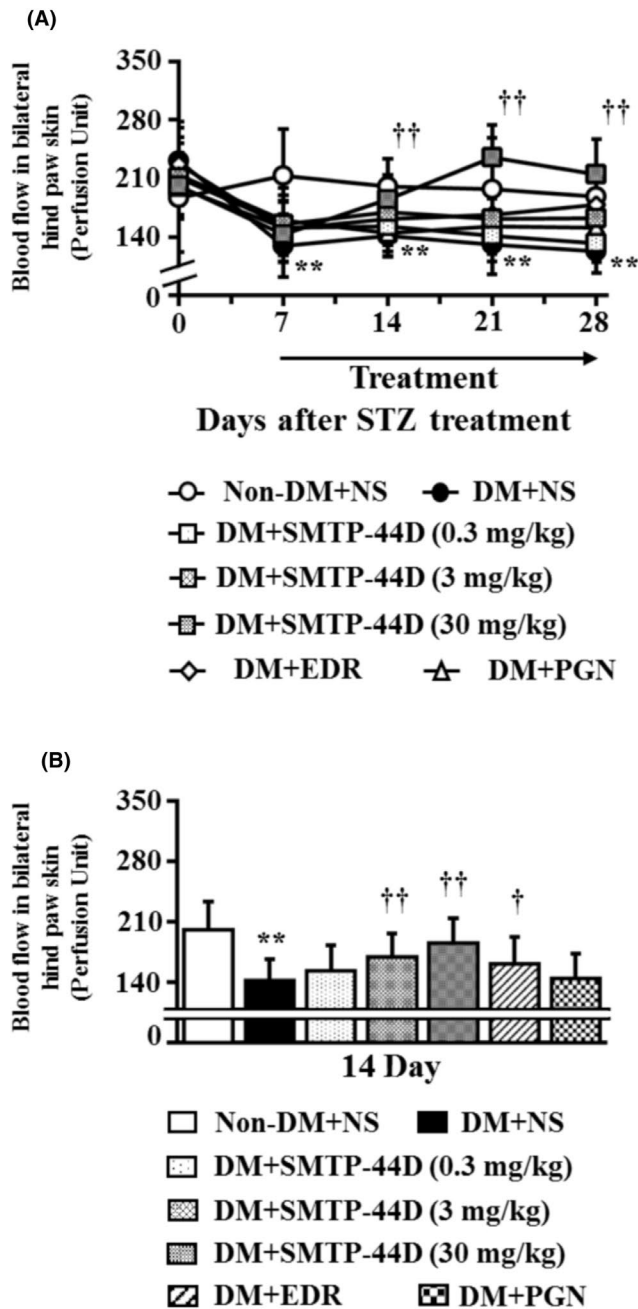 (A)
Blood flow in bilateral
hind paw skin
(Perfusion Unit)
350
280
210
140
0
††
††
††
**
**
**
**
0 7 14 21 28
Treatment
Days after STZ treatment
Non-DM+NS DM+NS
DM+SMTP-44D (0.3 mg/kg)
DM+SMTP-44D (3 mg/kg)
DM+SMTP-44D (30 mg/kg)
DM+EDR DM+PGN
(B)
Blood flow in bilateral
hind paw skin
(Perfusion Unit)
350
280
210
140
0
**
††
††
†
14 Day
Non-DM+NS DM+NS
DM+SMTP-44D (0.3 mg/kg)
DM+SMTP-44D (3 mg/kg)
DM+SMTP-44D (30 mg/kg)
DM+EDR DM+PGN